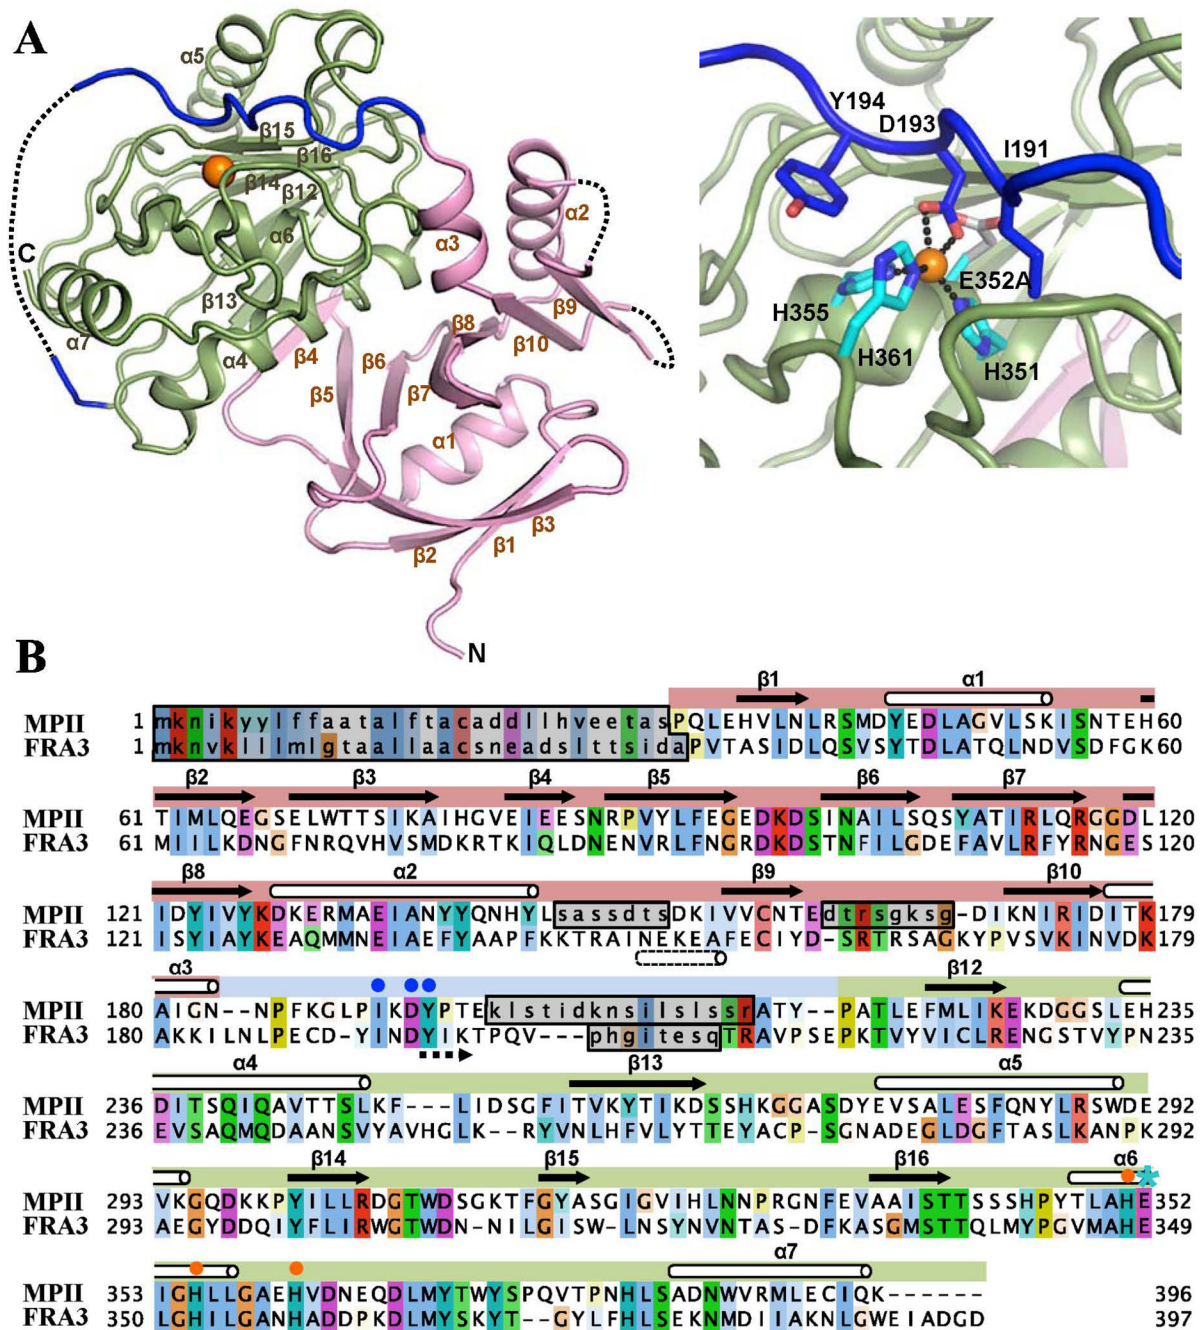 A
α5
β15
β16
β14
β12
α6
C
β13
α7
α4
α3
α2
β9
β10
β8
β4
β6
β5
β7
α1
β3
β2
β1
N
Y194
D193
I191
E352A
H355
H361
H351
B
β1 α1
MPII 1 mknikyylffaatalftacaddllhveetasPQLEHVLNLRSMDYEDLAGVLSKISNTEH 60
FRA3 1 mknvklllmlgtaallaacsneadslttsidaPVTASIDLQSVSYTDLATQLNDVSDFGK 60
β2 β3 β4 β5 β6 β7
MPII 61 TIMLQEGSELWTTSIKAIHGVEIEESNRPVYLFEGEDKDSINAILSQSYATIRLQRGGDL 120
FRA3 61 MIILKDNGFNRQVHVSMDKRTKIQLDNENVRLFNGRDKDSTNFILGDEFAVLRFYRNGES 120
β8 α2 β9 β10
MPII 121 IDYIVYKDKERMAEIANYYQNHYLsassdtsDKIVVCNTEdtrsgksg-DIKNIRIDITK 179
FRA3 121 ISYIAYKEAQMMNEIAEFYAAPFKKTRAINEKEAFECIYD-SRTRSAGKYPVSVKINVDK 179
α3 β12
MPII 180 AIGN--NPFKGLPIKDYPTEklstidknsilslssrATY--PATLEFMLIKEKDGGSLEH 235
FRA3 180 AKKILNLPECD-YINDYIKTPQV---phgitesqTRAVPSEPKTVYVICLRENGSTVYPN 235
α4 β13 α5
MPII 236 DITSQIQAVTTSLKF---LIDSGFITVKYTIKDSSHKGGASDYEVSALESFQNYLRSWDE 292
FRA3 236 EVSAQMQDAANSVYAVHGLK--RYVNLHFVLYTTEYACP-SGNADEGLDGFTASLKANPK 292
β14 β15 β16 α6
MPII 293 VKGQDKKPYILLRDGTWDSGKTFGYASGIGVIHLNNPRGNFEVAAISTTSSSHPYTLAHE 352
FRA3 293 AEGYDDQIYFLIRWGTWDN-NILGISW-LNSYNVNTAS-DFKASGMSTTQLMYPGVMAHE 349
α7
MPII 353 IGHLLGAEHVDNEQDLMYTWYSPQVTPNHLSADNWVRMLECIQK------ 396
FRA3 350 LGHILGANHADDPKDLMYSKYT--GYLFHLSEKNMDIIAKNLGWEIADGD 397